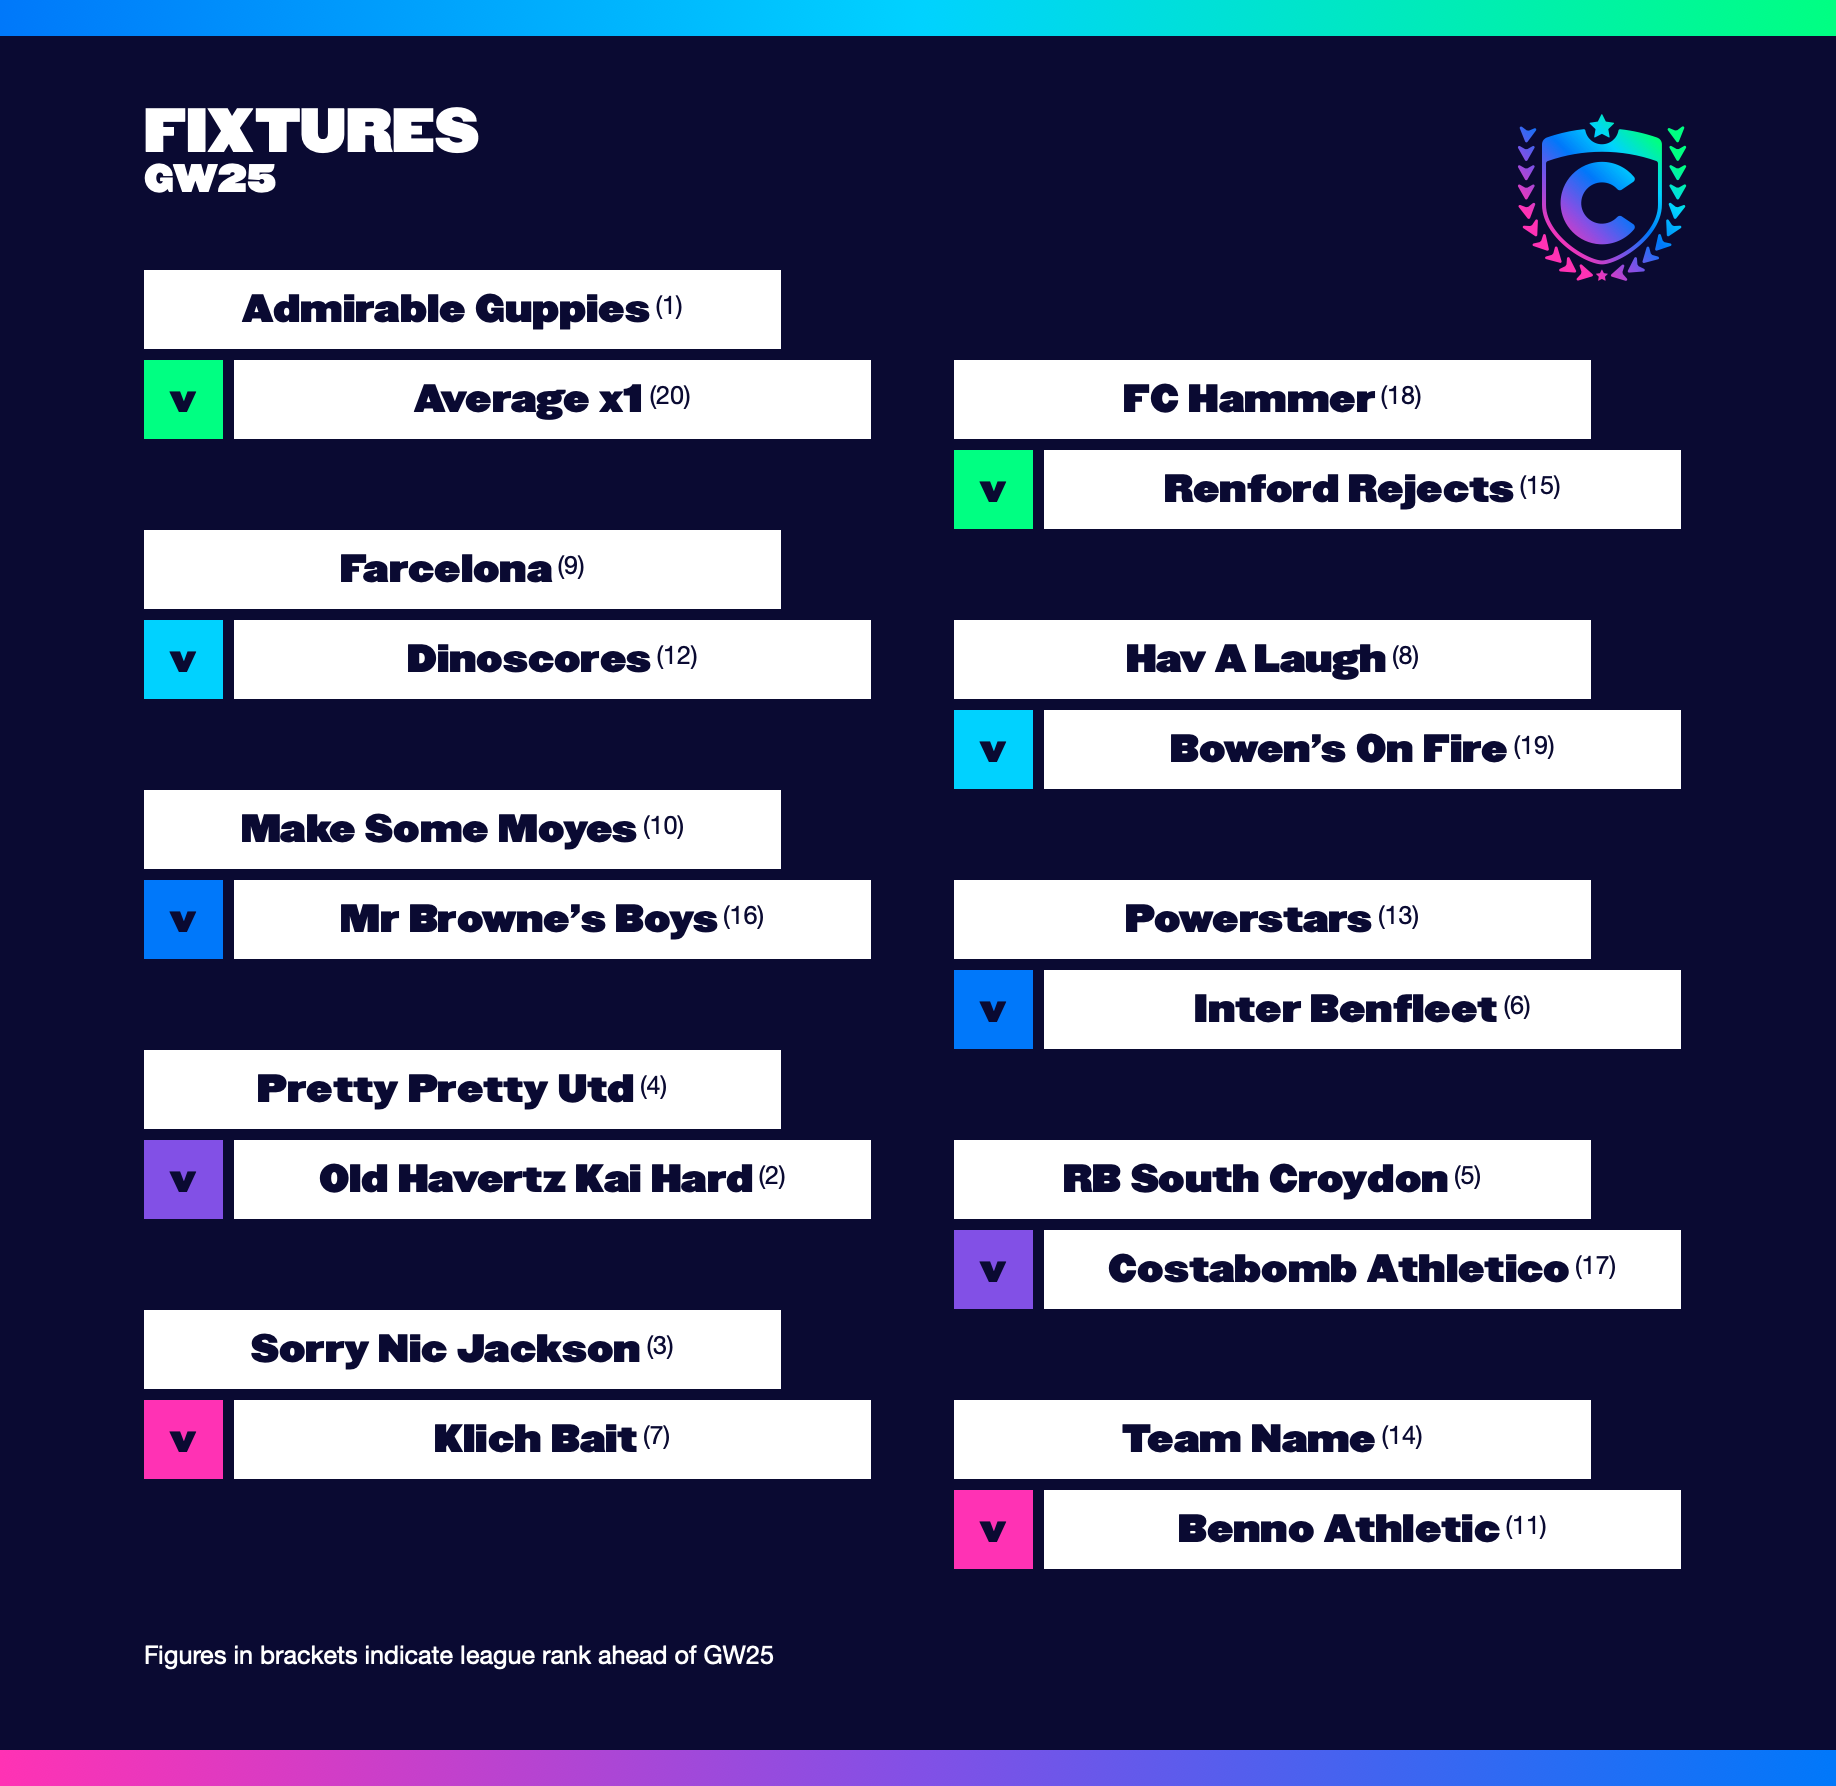 FIXTURES
GW25
Admirable Guppies (1)
v Average x1 (20)
Farcelona (9)
v Dinoscores (12)
Make Some Moyes (10)
v Mr Browne’s Boys (16)
Pretty Pretty Utd (4)
v Old Havertz Kai Hard (2)
Sorry Nic Jackson (3)
v Klich Bait (7)
C
FC Hammer (18)
v Renford Rejects (15)
Hav A Laugh (8)
v Bowen’s On Fire (19)
Powerstars (13)
v Inter Benfleet (6)
RB South Croydon (5)
v Costabomb Athletico (17)
Team Name (14)
v Benno Athletic (11)
Figures in brackets indicate league rank ahead of GW25